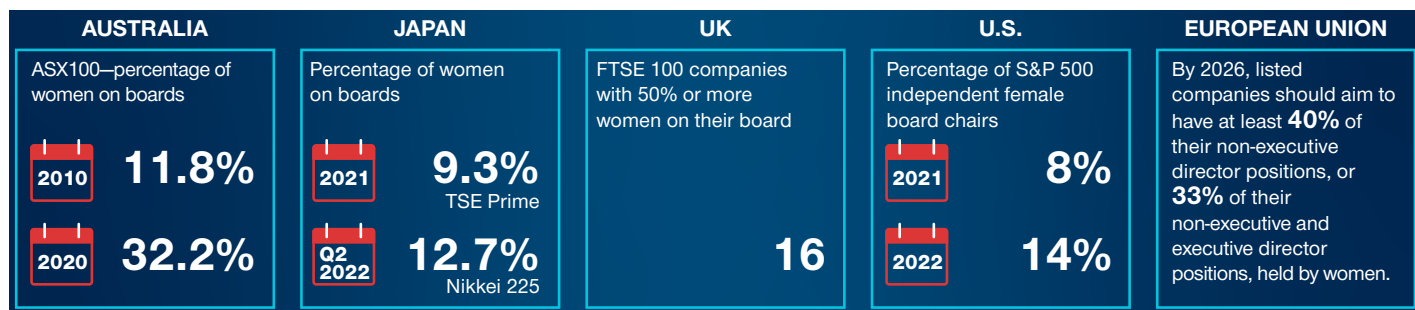 AUSTRALIA
ASX100—percentage of
women on boards
2010
11.8%
2020
32.2%
JAPAN
Percentage of women
on boards
2021
9.3%
TSE Prime
Q2
2022
12.7%
Nikkei 225
UK
FTSE 100 companies
with 50% or more
women on their board
16
U.S.
Percentage of S&P 500
independent female
board chairs
2021
8%
2022
14%
EUROPEAN UNION
By 2026, listed
companies should aim to
have at least 40% of
their non-executive
director positions, or
33% of their
non-executive and
executive director
positions, held by women.